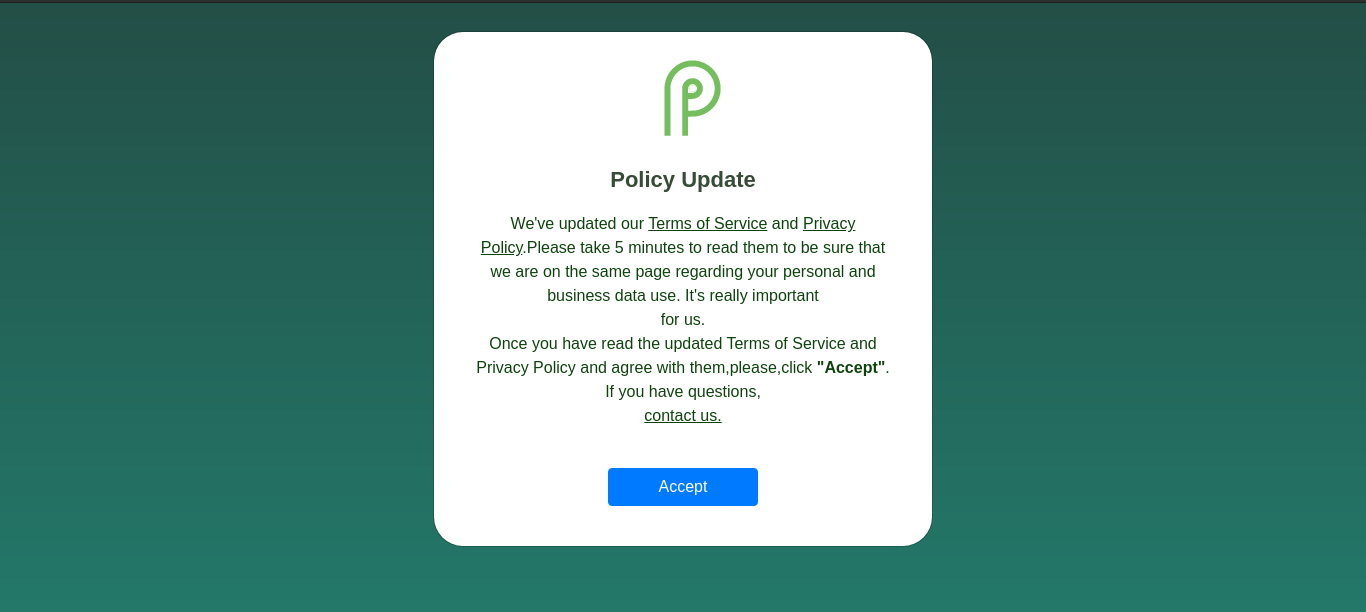 Policy Update
We've updated our Terms of Service and Privacy
Policy.Please take 5 minutes to read them to be sure that
we are on the same page regarding your personal and
business data use. It's really important
for us.
Once you have read the updated Terms of Service and
Privacy Policy and agree with them,please,click "Accept".
If you have questions,
contact us.
Accept